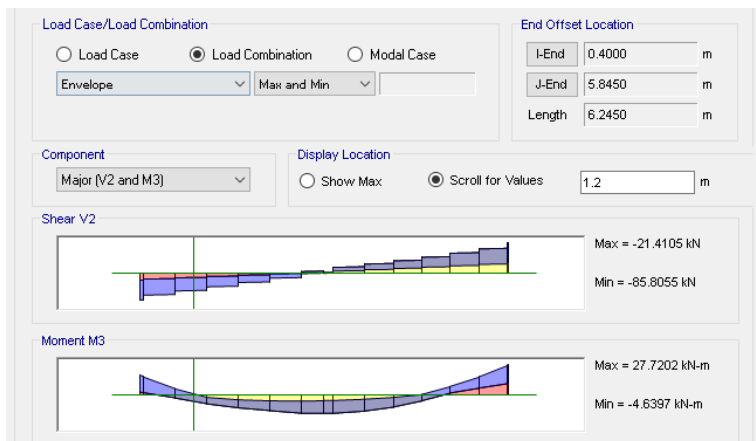 Load Case/Load Combination
Load Case
Load Combination
Modal Case
Envelope
Max and Min
End Offset Location
I-End 0.4000 m
J-End 5.8450 m
Length 6.2450 m
Component
Major (V2 and M3)
Display Location
Show Max
Scroll for Values
1.2 m
Shear V2
Max = -21.4105 kN
Min = -85.8055 kN
Moment M3
Max = 27.7202 kN-m
Min = -4.6397 kN-m